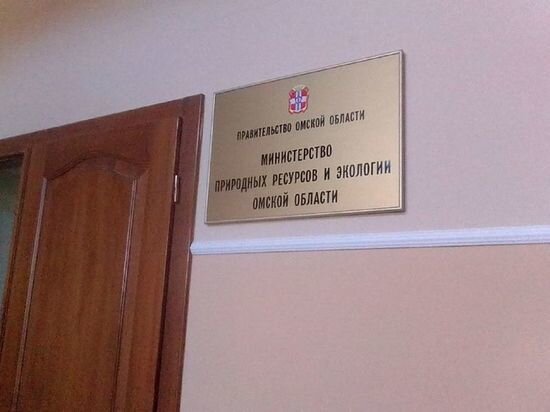 ПРАВИТЕЛЬСТВО ОМСКОЙ ОБЛАСТИ
МИНИСТЕРСТВО
ПРИРОДНЫХ РЕСУРСОВ И ЭКОЛОГИИ
ОМСКОЙ ОБЛАСТИ